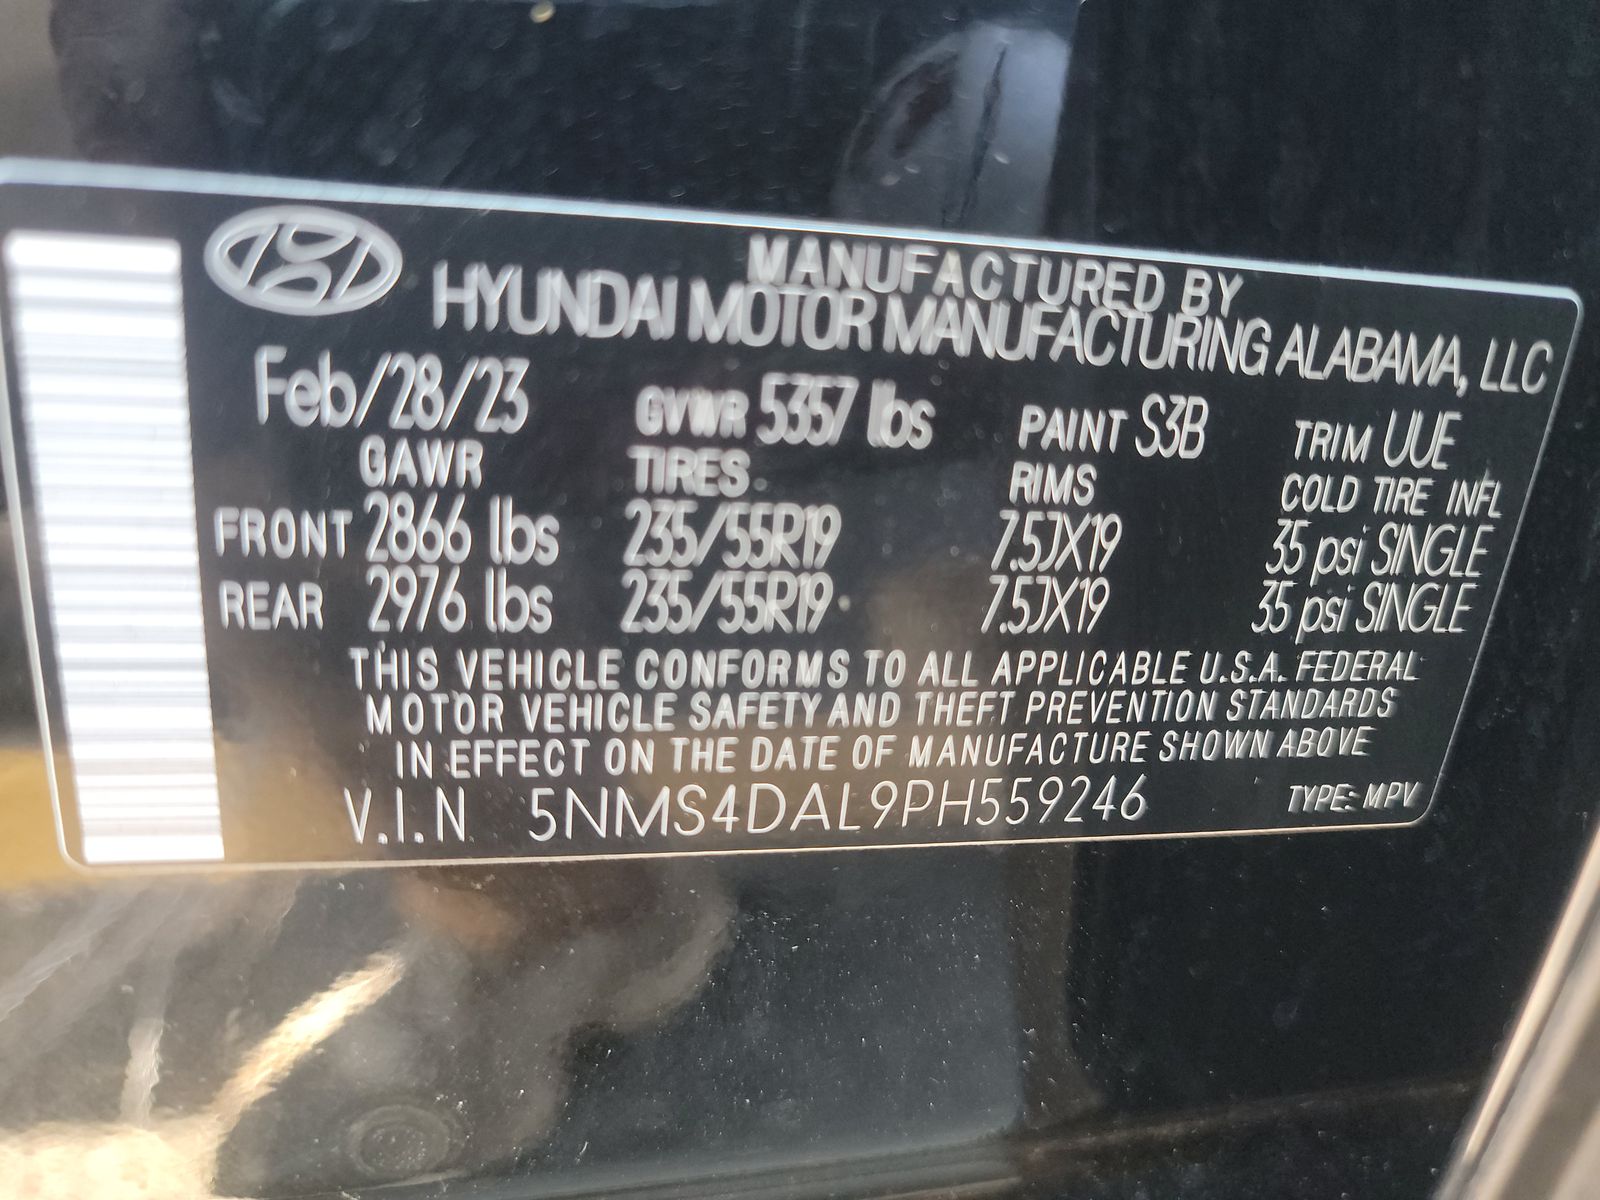 MANUFACTURED BY
HYUNDAI MOTOR MANUFACTURING ALABAMA, LLC
Feb/28/23 GVWR 5357 lbs PAINT S3B TRIM UUE
GAWR TIRES RIMS COLD TIRE INFL
FRONT 2866 lbs 235/55R19 7.5JX19 35 psi SINGLE
REAR 2976 lbs 235/55R19 7.5JX19 35 psi SINGLE
THIS VEHICLE CONFORMS TO ALL APPLICABLE U.S.A. FEDERAL
MOTOR VEHICLE SAFETY AND THEFT PREVENTION STANDARDS
IN EFFECT ON THE DATE OF MANUFACTURE SHOWN ABOVE
V.I.N 5NMS4DAL9PH559246 TYPE: MPV